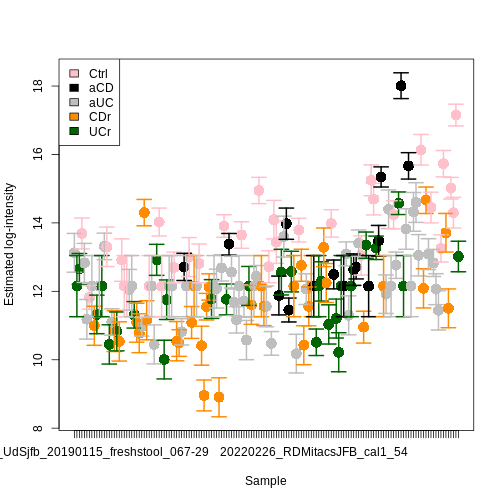 Ctrl
aCD
aUC
CDr
UCr
18
16
14
12
10
8
Estimated log-intensity
_UdSjfb_20190115_freshstool_067-29
20220226_RDMitacsJFB_cal1_54
Sample